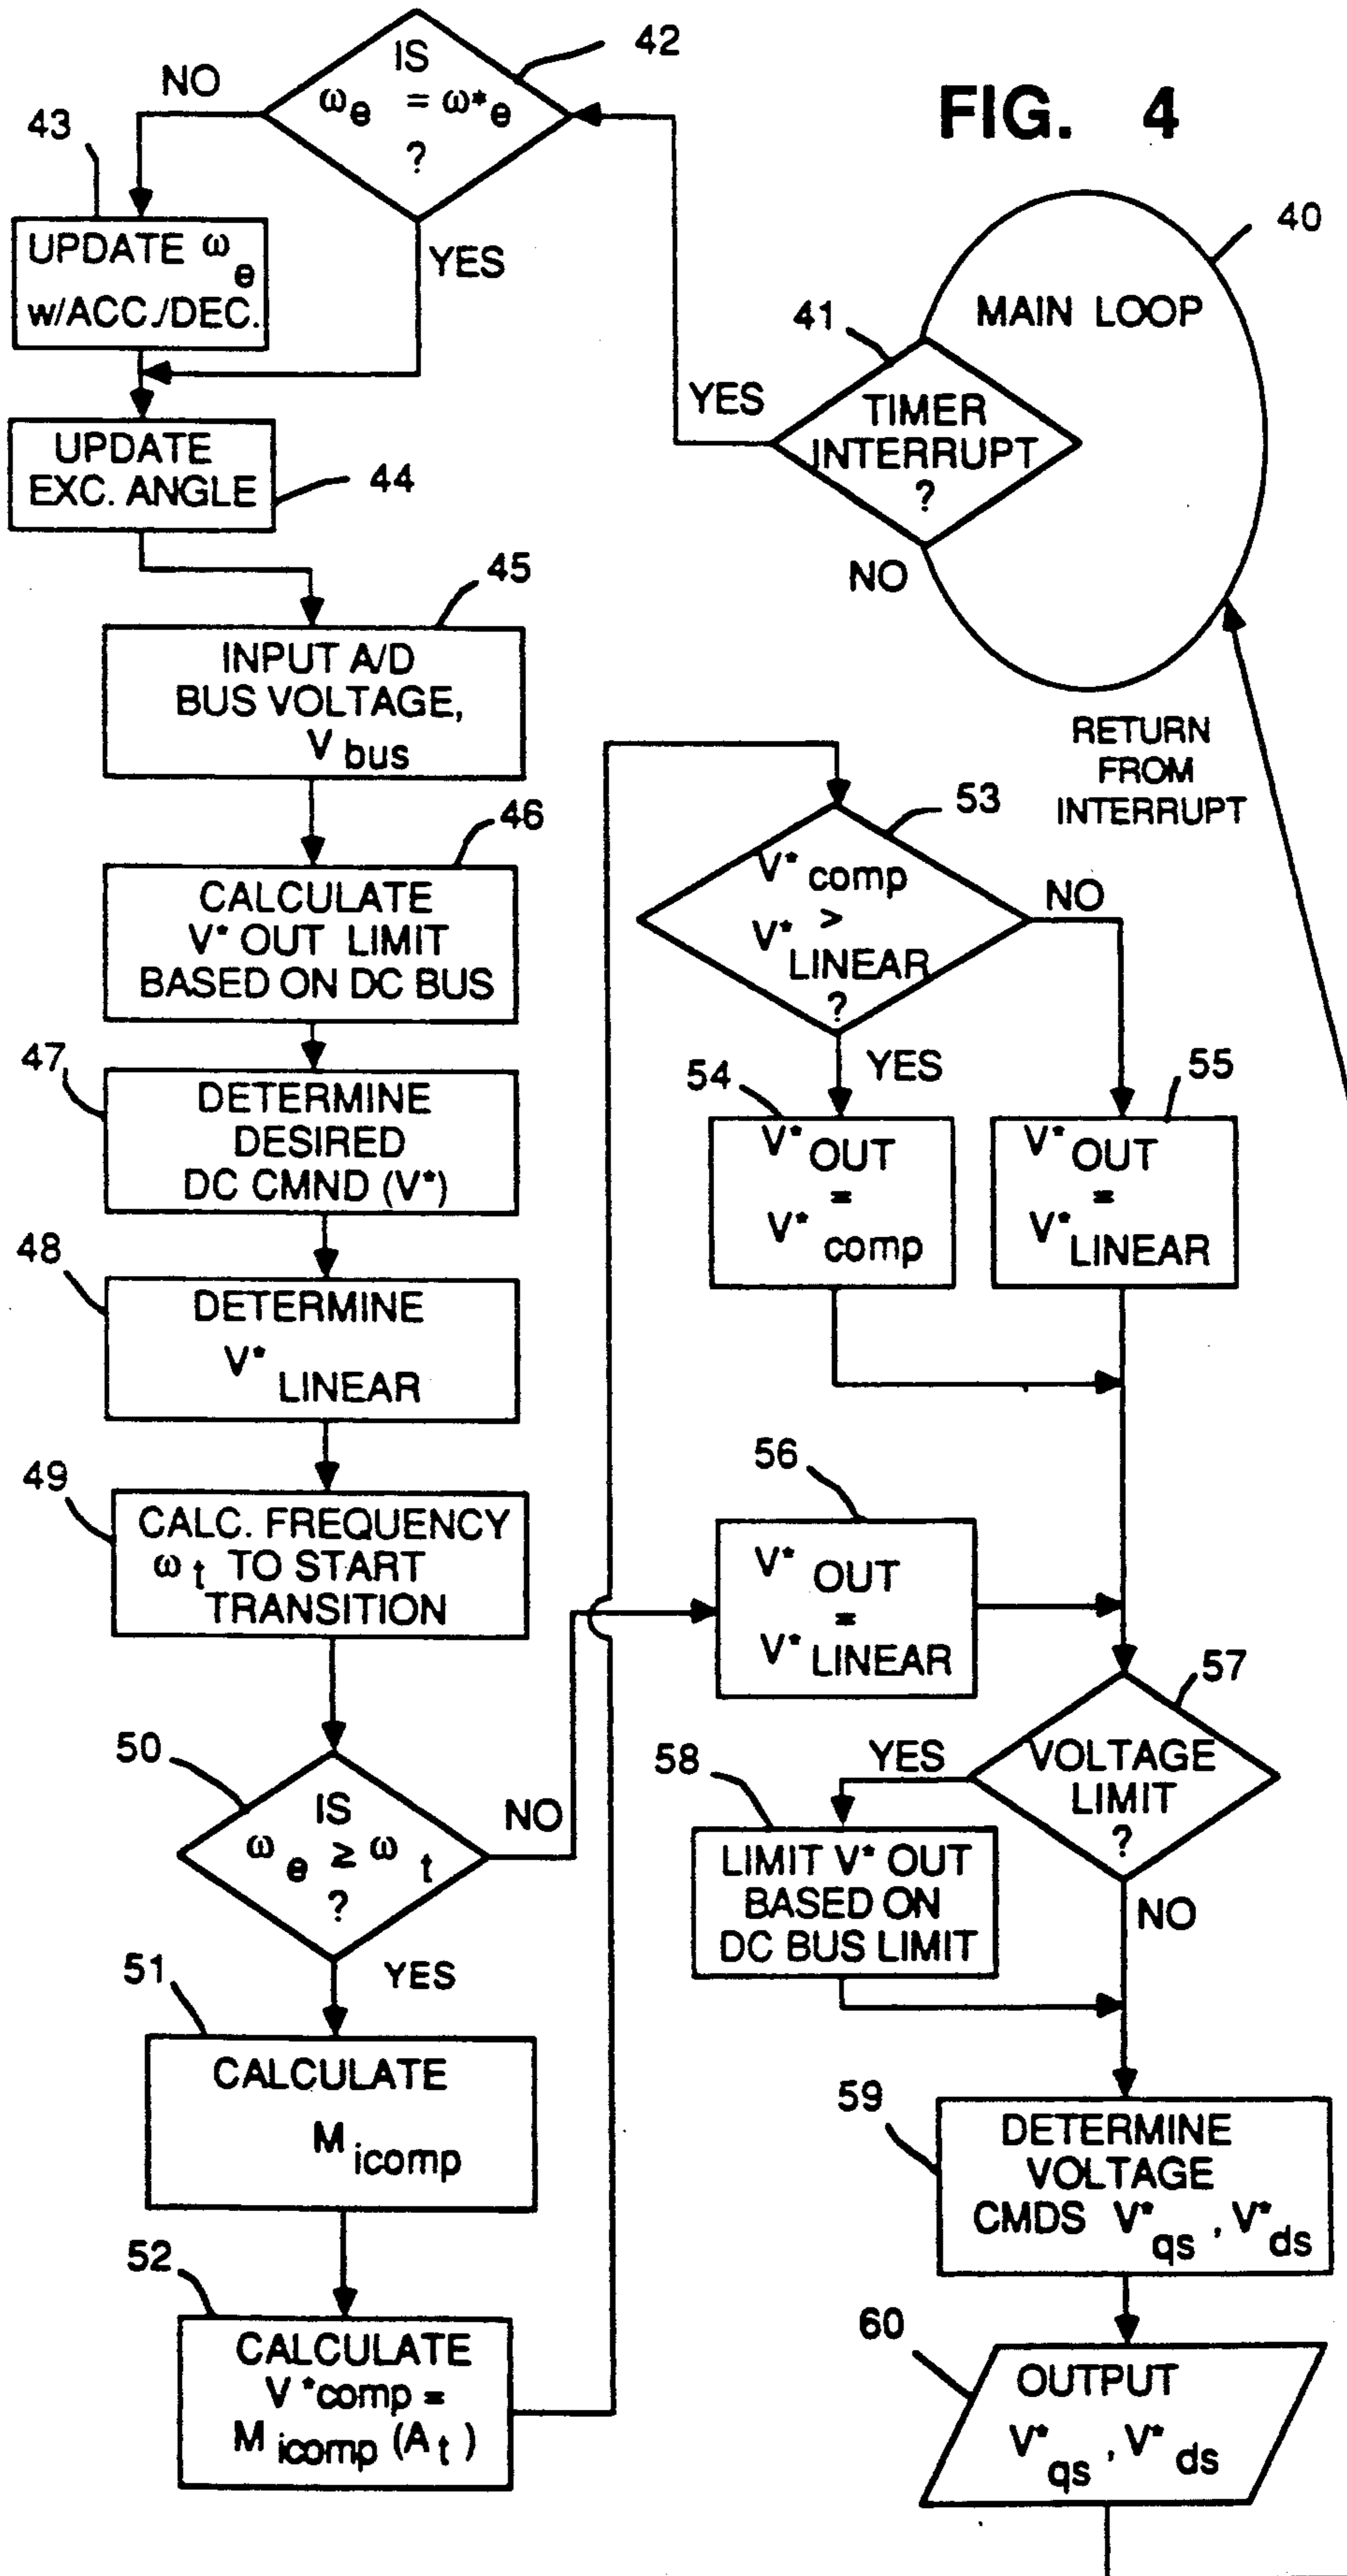 FIG. 4
40
MAIN LOOP
41
TIMER
INTERRUPT
?
YES
NO
RETURN
FROM
INTERRUPT
42
IS
ωe = ω*e
?
NO
YES
43
UPDATE ωe
w/ACC./DEC.
44
UPDATE
EXC. ANGLE
45
INPUT A/D
BUS VOLTAGE,
V bus
46
CALCULATE
V* OUT LIMIT
BASED ON DC BUS
47
DETERMINE
DESIRED
DC CMND (V*)
48
DETERMINE
V*
LINEAR
49
CALC. FREQUENCY
ωt TO START
TRANSITION
50
IS
ωe ≥ ωt
?
NO
YES
51
CALCULATE
M icomp
52
CALCULATE
V*comp =
M icomp (At)
53
V* comp
>
V* LINEAR
?
NO
YES
54
V* OUT
=
V* comp
55
V* OUT
=
V* LINEAR
56
V* OUT
=
V* LINEAR
57
VOLTAGE
LIMIT
?
YES
NO
58
LIMIT V* OUT
BASED ON
DC BUS LIMIT
59
DETERMINE
VOLTAGE
CMDS V*qs , V*ds
60
OUTPUT
V*qs , V*ds